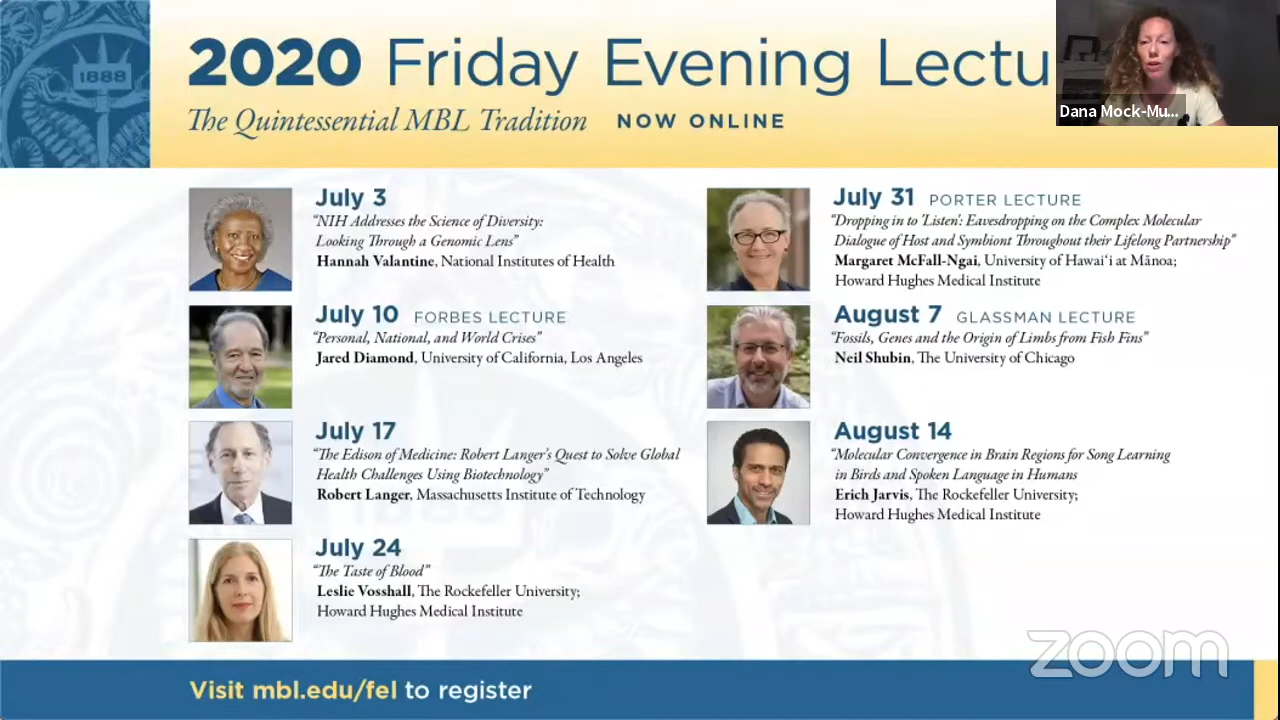 1888
2020 Friday Evening Lectu
The Quintessential MBL Tradition NOW ONLINE
Dana Mock-Mu...
July 3
“NIH Addresses the Science of Diversity:
Looking Through a Genomic Lens”
Hannah Valantine, National Institutes of Health
July 10 FORBES LECTURE
“Personal, National, and World Crises”
Jared Diamond, University of California, Los Angeles
July 17
“The Edison of Medicine: Robert Langer’s Quest to Solve Global
Health Challenges Using Biotechnology”
Robert Langer, Massachusetts Institute of Technology
July 24
“The Taste of Blood”
Leslie Vosshall, The Rockefeller University;
Howard Hughes Medical Institute
July 31 PORTER LECTURE
“Dropping in to ‘Listen’: Eavesdropping on the Complex Molecular
Dialogue of Host and Symbiont Throughout their Lifelong Partnership”
Margaret McFall-Ngai, University of Hawai‘i at Mānoa;
Howard Hughes Medical Institute
August 7 GLASSMAN LECTURE
“Fossils, Genes and the Origin of Limbs from Fish Fins”
Neil Shubin, The University of Chicago
August 14
“Molecular Convergence in Brain Regions for Song Learning
in Birds and Spoken Language in Humans
Erich Jarvis, The Rockefeller University;
Howard Hughes Medical Institute
zoom
Visit mbl.edu/fel to register